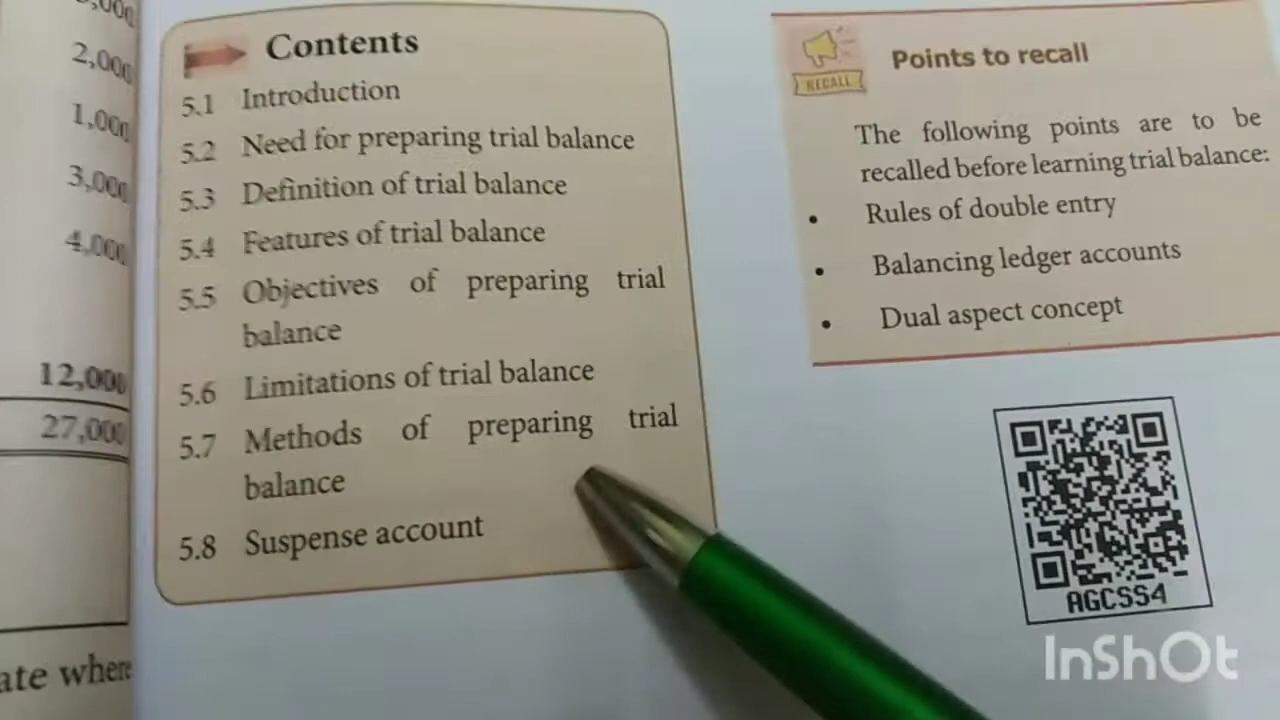 2,000
1,000
3,000
4,000
12,000
27,000
ate where
Contents
5.1 Introduction
5.2 Need for preparing trial balance
5.3 Definition of trial balance
5.4 Features of trial balance
5.5 Objectives of preparing trial
balance
5.6 Limitations of trial balance
5.7 Methods of preparing trial
balance
5.8 Suspense account
RECALL
Points to recall
The following points are to be
recalled before learning trial balance:
• Rules of double entry
• Balancing ledger accounts
• Dual aspect concept
AGCSS4
InShOt